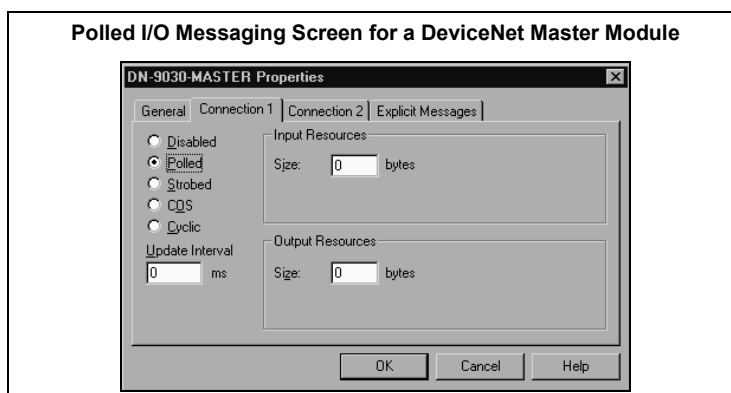 Polled I/O Messaging Screen for a DeviceNet Master Module
DN-9030-MASTER Properties
General Connection 1 Connection 2 Explicit Messages
Disabled
Polled
Strobed
COS
Cyclic
Update Interval
0 ms
Input Resources
Size: 0 bytes
Output Resources
Size: 0 bytes
OK Cancel Help